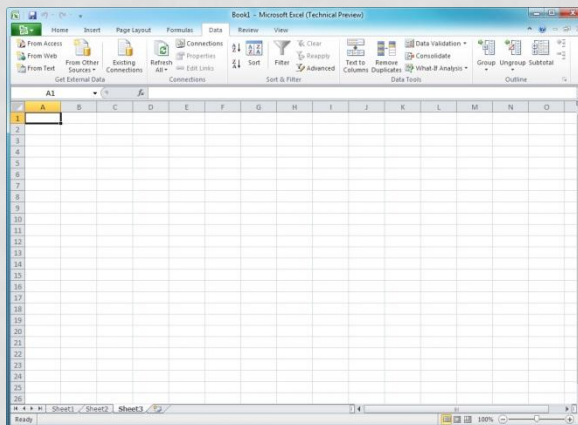 Book1 - Microsoft Excel (Technical Preview)
Home Insert Page Layout Formulas Data Review View
From Access
From Web
From Text
From Other Sources
Existing Connections
Get External Data
Refresh All
Connections
Properties
Edit Links
Connections
Sort
Filter
Clear
Reapply
Advanced
Sort & Filter
Text to Columns
Remove Duplicates
Data Validation
Consolidate
What-If Analysis
Data Tools
Group
Ungroup
Subtotal
Outline
A1 fx
A B C D E F G H I J K L M N O
1
2
3
4
5
6
7
8
9
10
11
12
13
14
15
16
17
18
19
20
21
22
23
24
25
26
Sheet1 Sheet2 Sheet3
Ready 100%